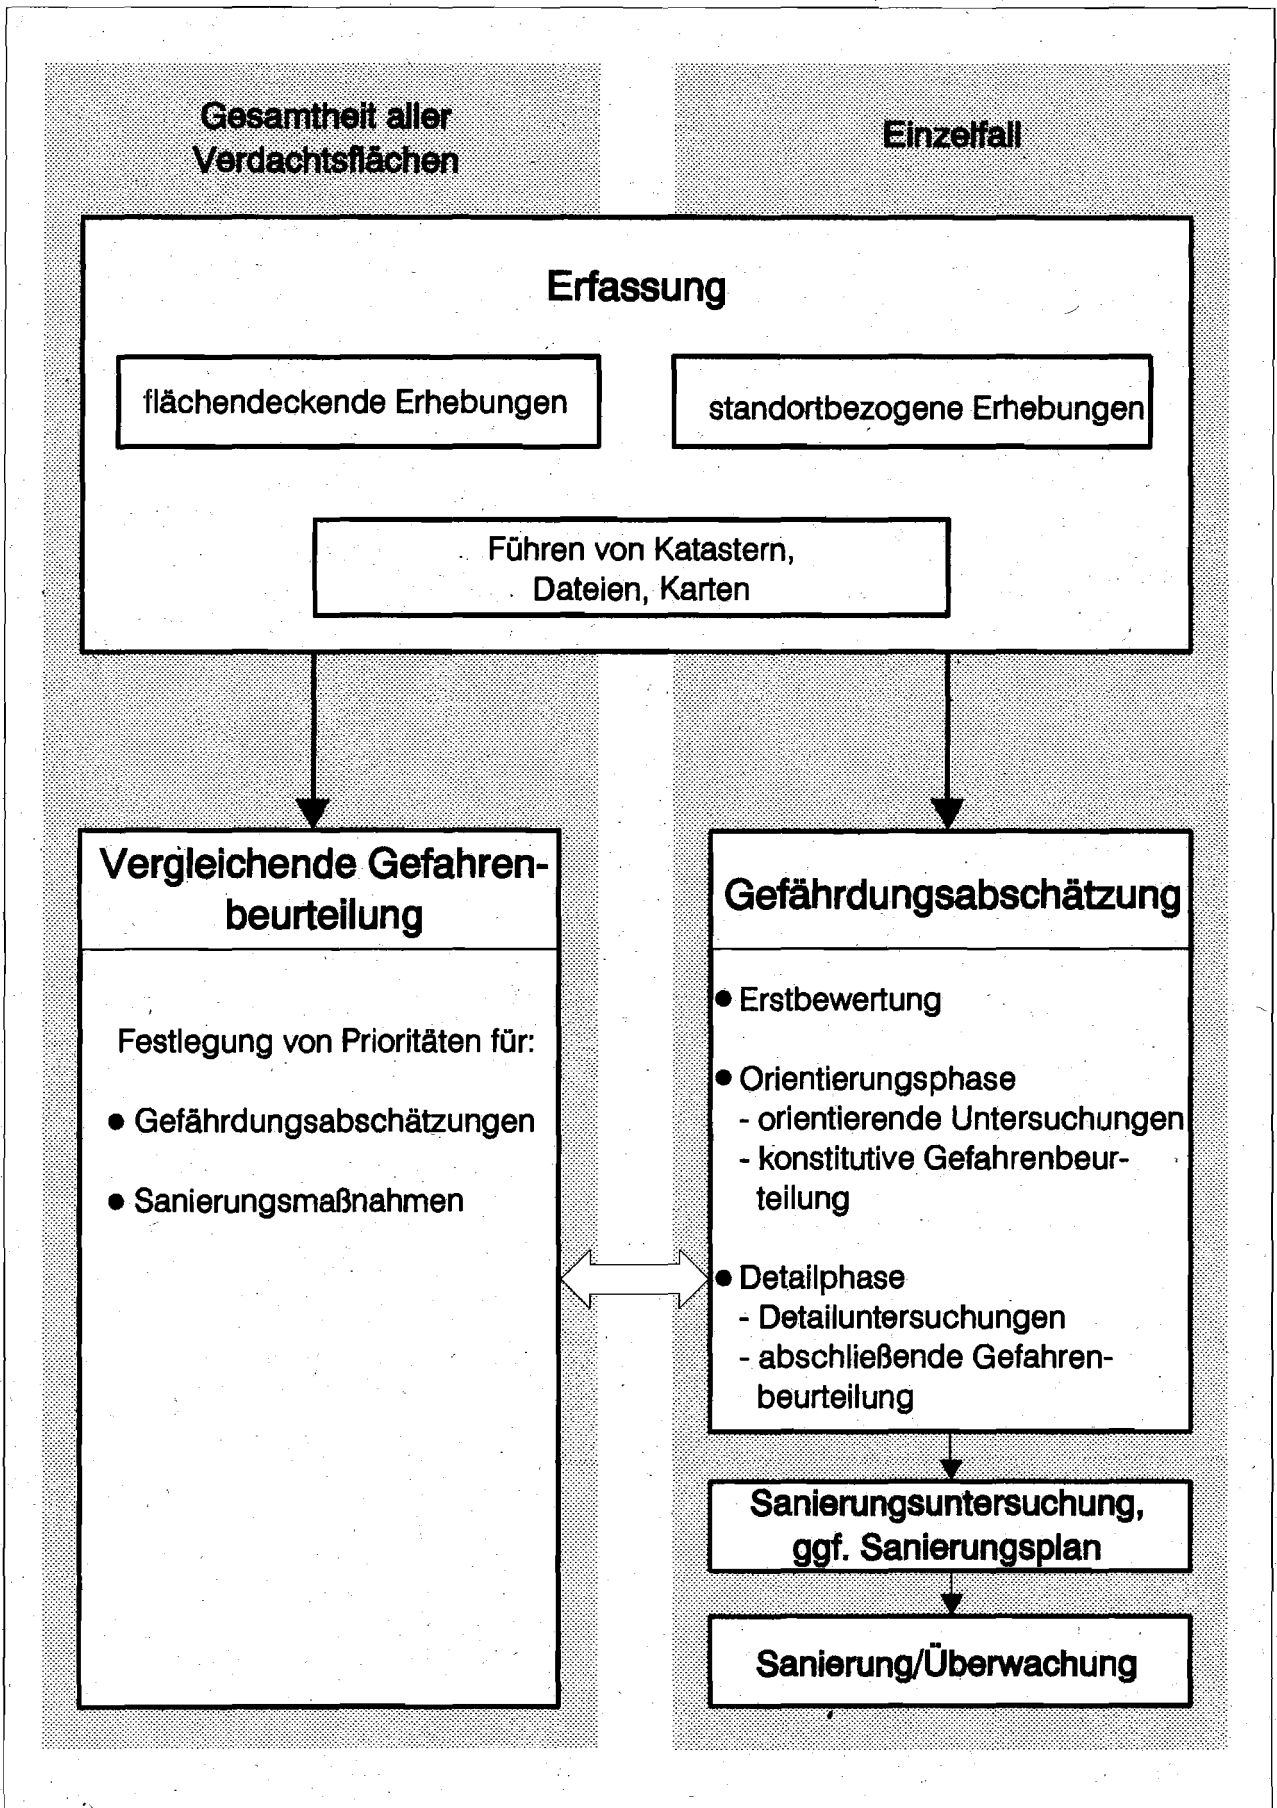 Gesamtheit aller
Verdachtsflächen
Einzelfall
Erfassung
flächendeckende Erhebungen
standortbezogene Erhebungen
Führen von Katastern,
Dateien, Karten
Vergleichende Gefahren-
beurteilung
Festlegung von Prioritäten für:
● Gefährdungsabschätzungen
● Sanierungsmaßnahmen
Gefährdungsabschätzung
● Erstbewertung
● Orientierungsphase
- orientierende Untersuchungen
- konstitutive Gefahrenbeur-
teilung
● Detailphase
- Detailuntersuchungen
- abschließende Gefahren-
beurteilung
Sanierungsuntersuchung,
ggf. Sanierungsplan
Sanierung/Überwachung